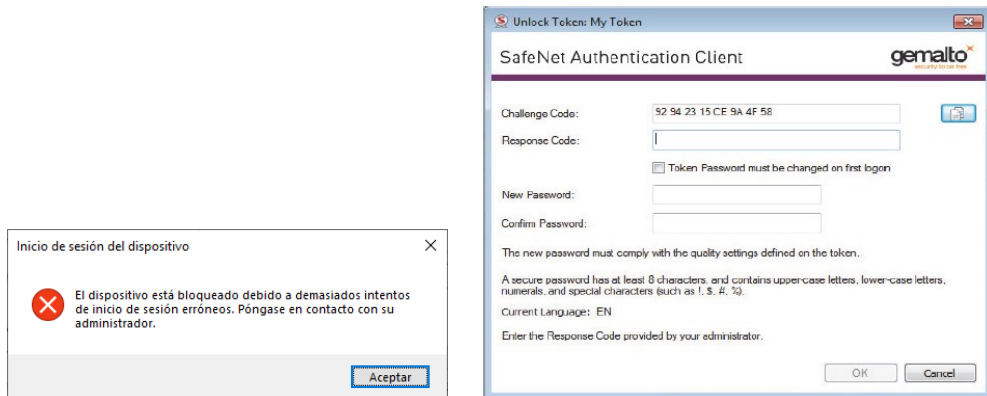 Inicio de sesión del dispositivo
El dispositivo está bloqueado debido a demasiados intentos
de inicio de sesión erróneos. Póngase en contacto con su
administrador.
Aceptar
Unlock Token: My Token
SafeNet Authentication Client
gemalto
security to be free
Challenge Code: 92 94 23 15 CE 9A 4F 58
Response Code:
Token Password must be changed on first logon
New Password:
Confirm Password:
The new password must comply with the quality settings defined on the token.
A secure password has at least 8 characters, and contains upper-case letters, lower-case letters,
numerals, and special characters (such as !, $, #, %).
Current Language: EN
Enter the Response Code provided by your administrator.
OK
Cancel